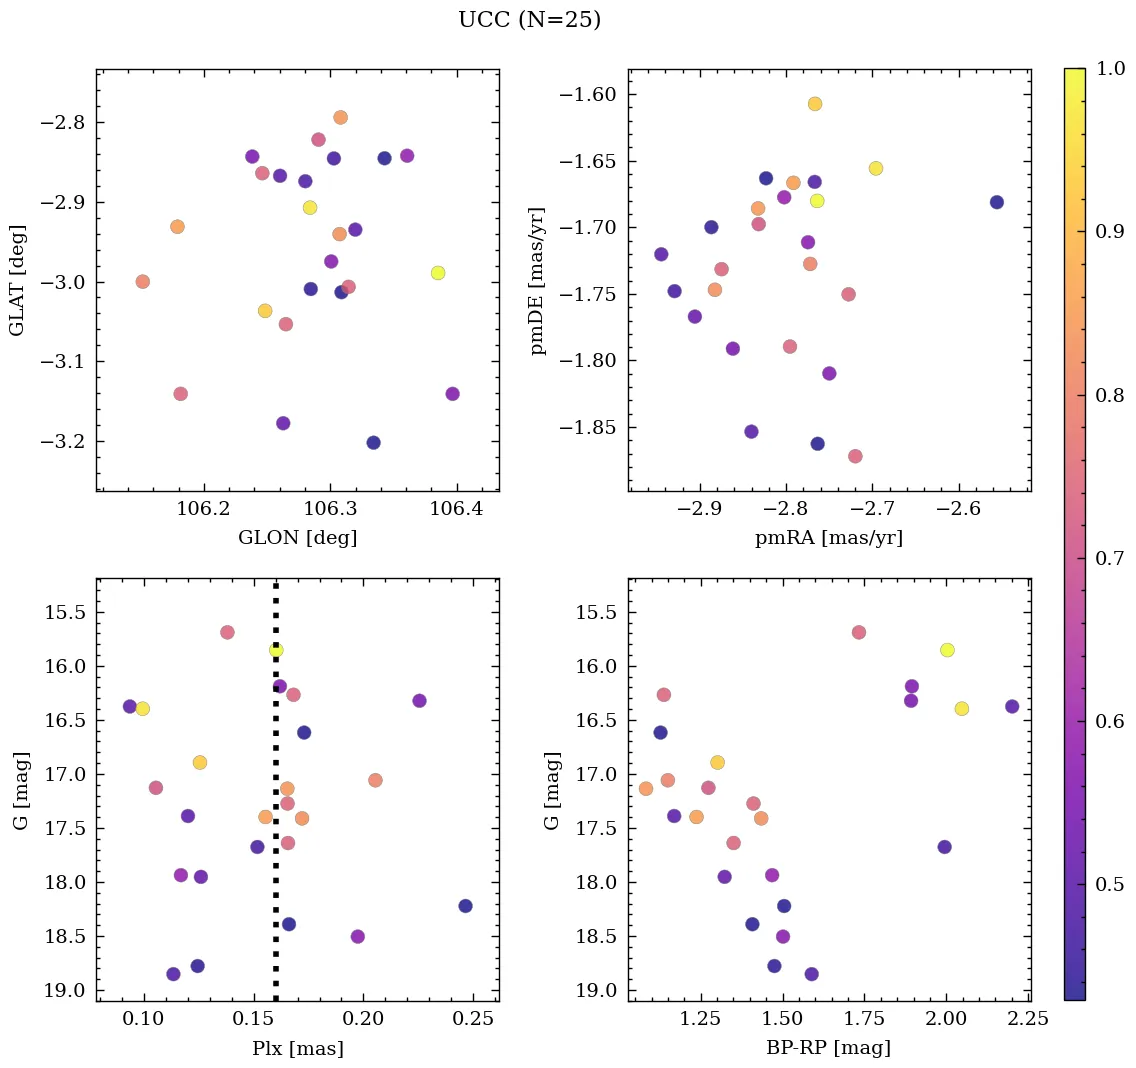 UCC (N=25)
−2.8
−2.9
−3.0
−3.1
−3.2
GLAT [deg]
106.2 106.3 106.4
GLON [deg]
−1.60
−1.65
−1.70
−1.75
−1.80
−1.85
pmDE [mas/yr]
−2.9 −2.8 −2.7 −2.6
pmRA [mas/yr]
15.5
16.0
16.5
17.0
17.5
18.0
18.5
19.0
G [mag]
0.10 0.15 0.20 0.25
Plx [mas]
15.5
16.0
16.5
17.0
17.5
18.0
18.5
19.0
G [mag]
1.25 1.50 1.75 2.00 2.25
BP-RP [mag]
1.0
0.9
0.8
0.7
0.6
0.5